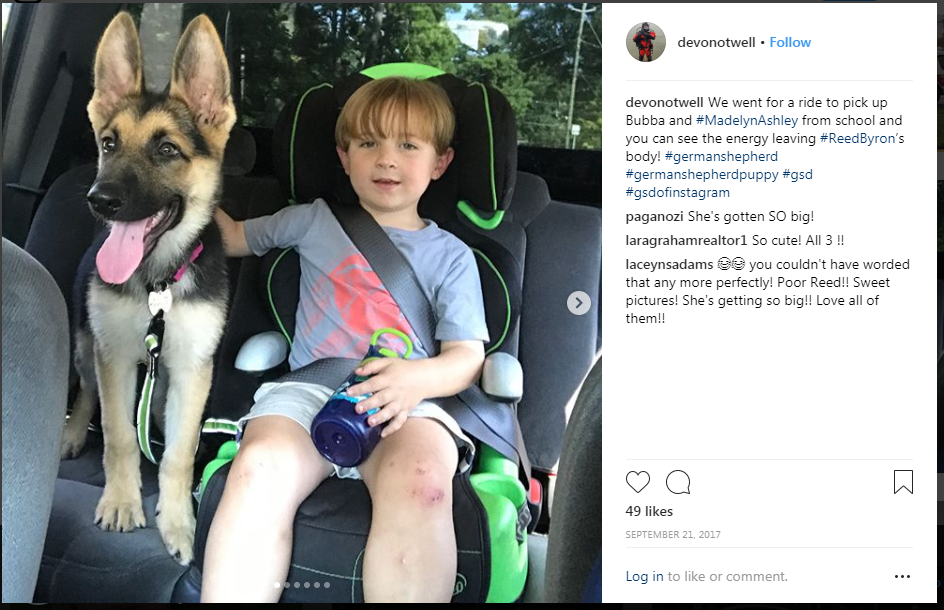 devonotwell • Follow
devonotwell We went for a ride to pick up
Bubba and #MadelynAshley from school and
you can see the energy leaving #ReedByron's
body! #germanshepherd
#germanshepherdpuppy #gsd
#gsdofinstagram
paganozi She's gotten SO big!
laragrahamrealtor1 So cute! All 3 !!
laceynsadams 😂😂 you couldn't have worded
that any more perfectly! Poor Reed!! Sweet
pictures! She's getting so big!! Love all of
them!!
49 likes
SEPTEMBER 21, 2017
Log in to like or comment.